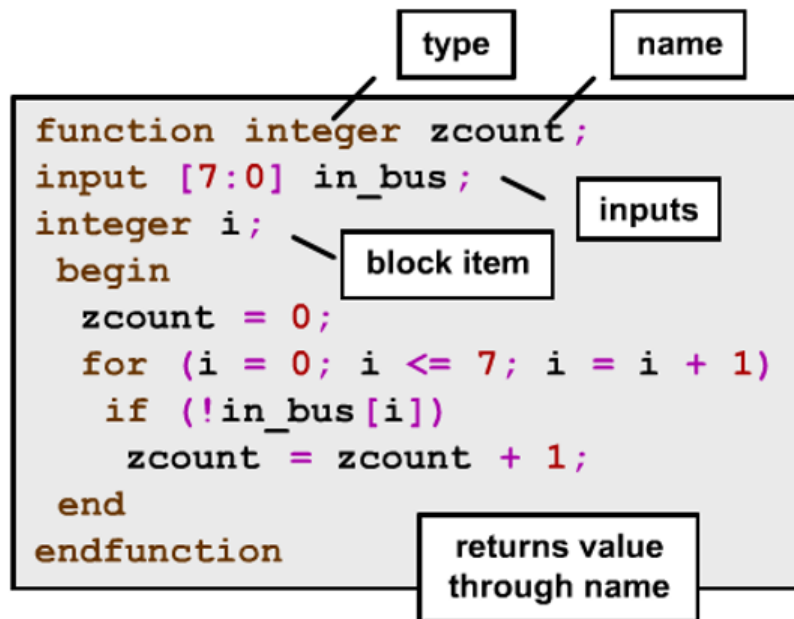 type
name
function integer zcount;
input [7:0] in_bus;
inputs
integer i;
block item
begin
zcount = 0;
for (i = 0; i <= 7; i = i + 1)
if (!in_bus[i])
zcount = zcount + 1;
end
endfunction
returns value
through name